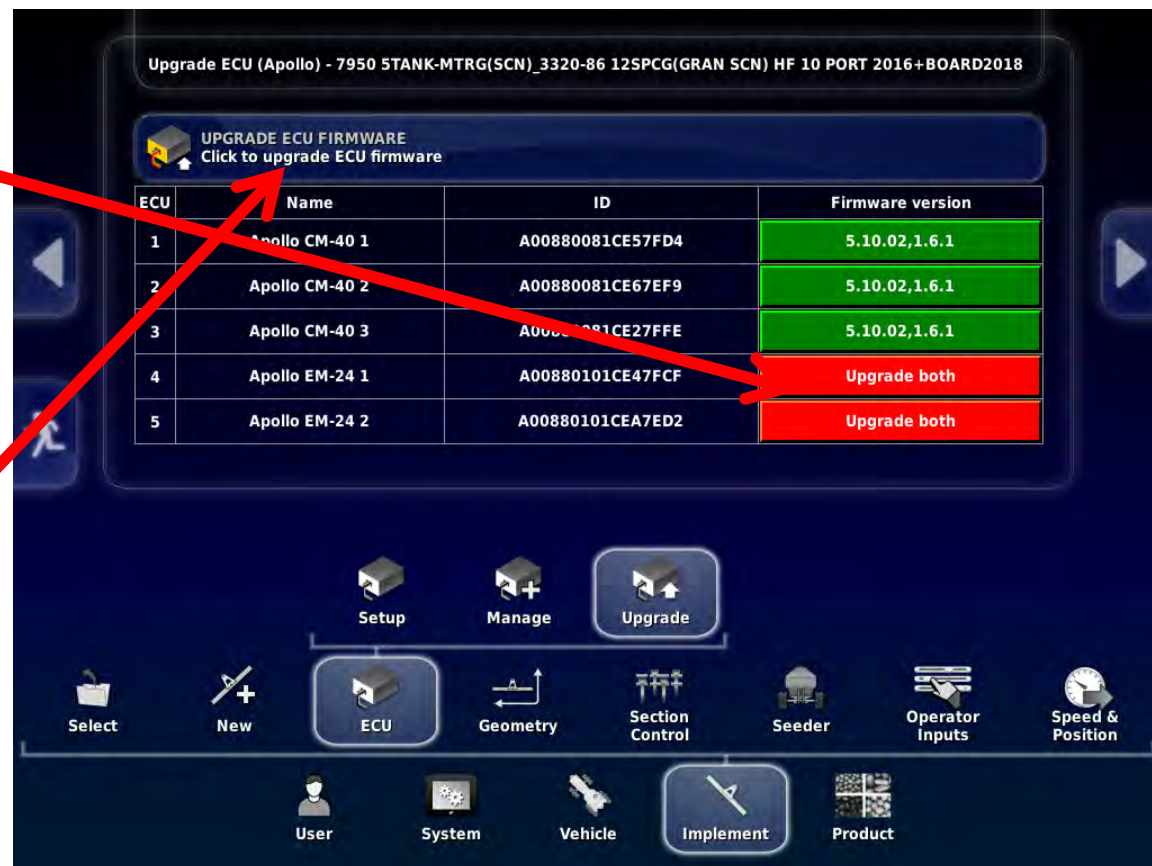 Upgrade ECU (Apollo) - 7950 5TANK-MTRG(SCN)_3320-86 12SPCG(GRAN SCN) HF 10 PORT 2016+BOARD2018
UPGRADE ECU FIRMWARE
Click to upgrade ECU firmware
ECU Name ID Firmware version
1 Apollo CM-40 1 A00880081CE57FD4 5.10.02,1.6.1
2 Apollo CM-40 2 A00880081CE67EF9 5.10.02,1.6.1
3 Apollo CM-40 3 A00880081CE27FFE 5.10.02,1.6.1
4 Apollo EM-24 1 A00880101CE47FCF Upgrade both
5 Apollo EM-24 2 A00880101CEA7ED2 Upgrade both
Setup Manage Upgrade
Select New ECU Geometry Section Control Seeder Operator Inputs Speed & Position
User System Vehicle Implement Product